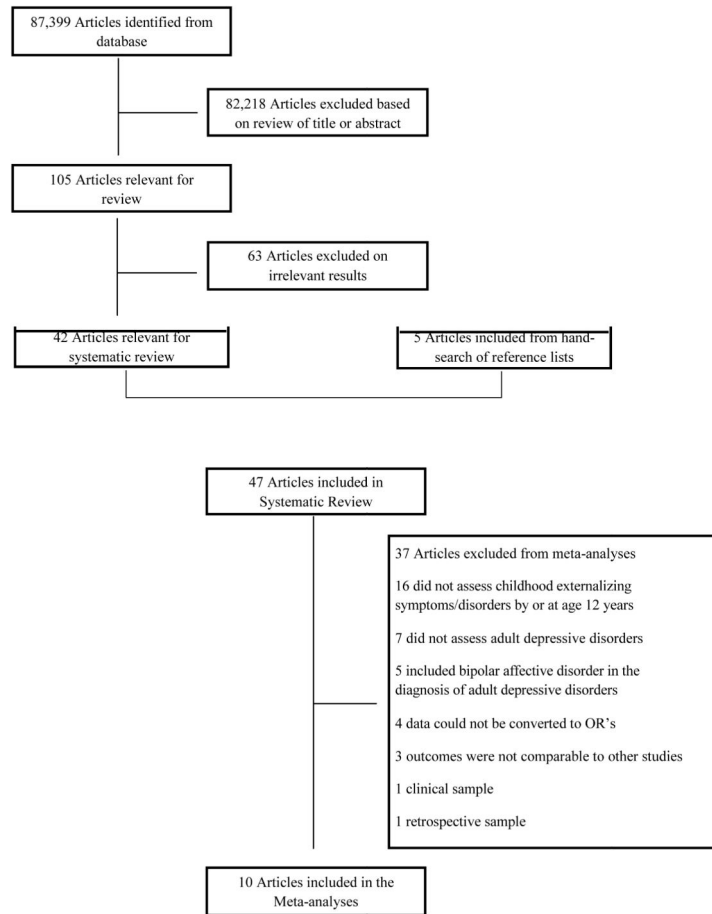 87,399 Articles identified from
database
82,218 Articles excluded based
on review of title or abstract
105 Articles relevant for
review
63 Articles excluded on
irrelevant results
42 Articles relevant for
systematic review
5 Articles included from hand-
search of reference lists
47 Articles included in
Systematic Review
37 Articles excluded from meta-analyses
16 did not assess childhood externalizing
symptoms/disorders by or at age 12 years
7 did not assess adult depressive disorders
5 included bipolar affective disorder in the
diagnosis of adult depressive disorders
4 data could not be converted to OR's
3 outcomes were not comparable to other studies
1 clinical sample
1 retrospective sample
10 Articles included in the
Meta-analyses